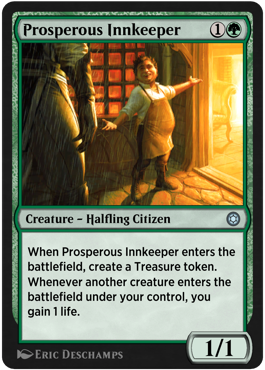 Prosperous Innkeeper 1
Creature – Halfling Citizen
When Prosperous Innkeeper enters the
battlefield, create a Treasure token.
Whenever another creature enters the
battlefield under your control, you
gain 1 life.
Eric Deschamps
1/1